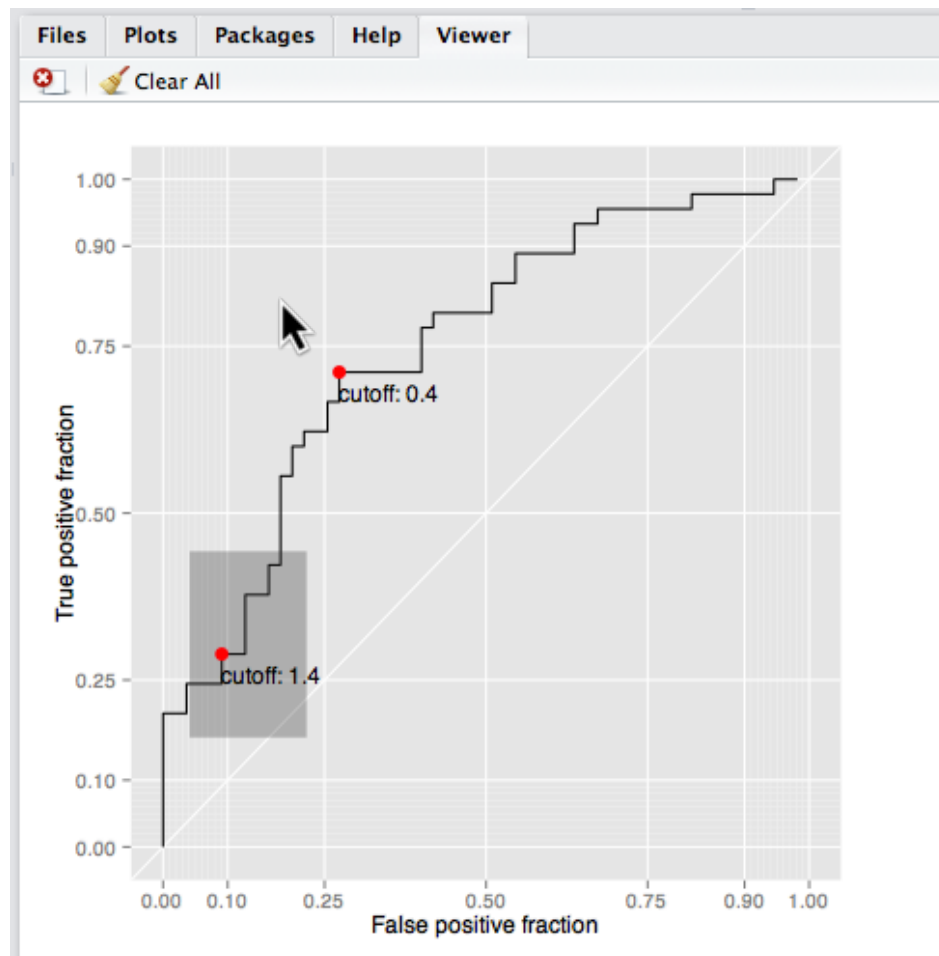 Files Plots Packages Help Viewer
Clear All
1.00
0.90
0.75
cutoff: 0.4
True positive fraction
0.50
cutoff: 1.4
0.25
0.10
0.00
0.00 0.10 0.25 0.50 0.75 0.90 1.00
False positive fraction